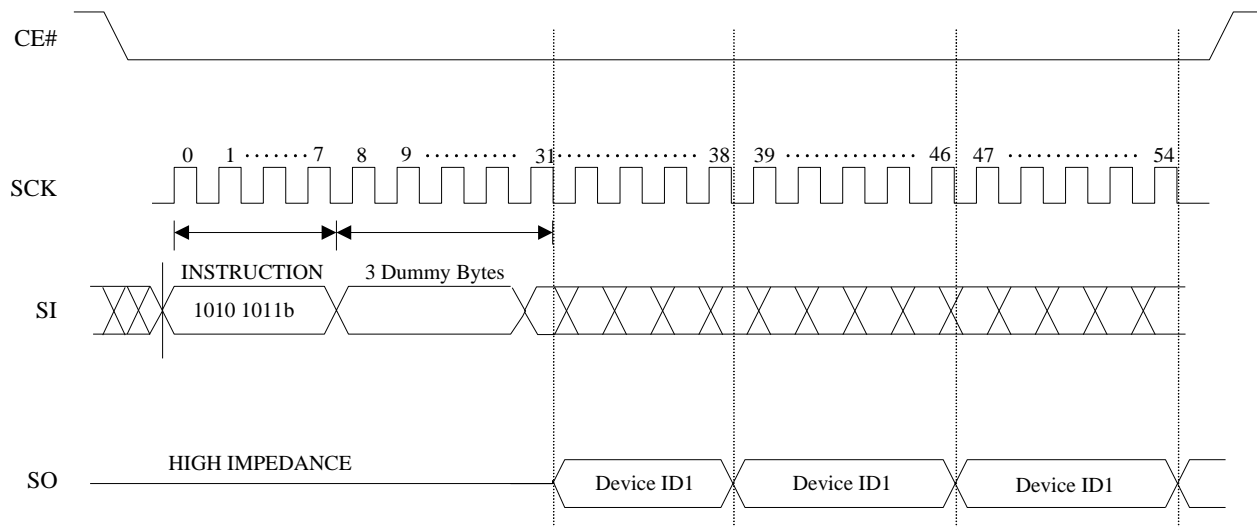 CE#
0 1 ....... 7 8 9 .......... 31 ............... 38 39 .............. 46 47 .............. 54
SCK
INSTRUCTION 3 Dummy Bytes
SI 1010 1011b
HIGH IMPEDANCE
SO Device ID1 Device ID1 Device ID1